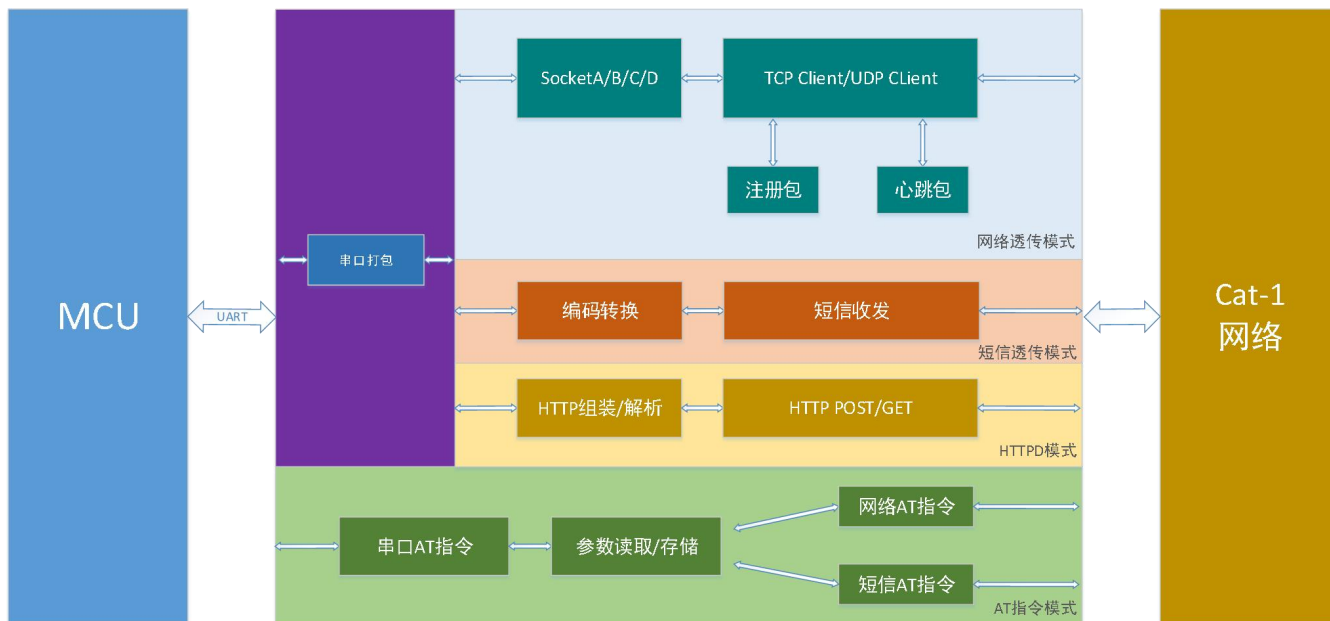 MCU
UART
串口打包
SocketA/B/C/D
TCP Client/UDP CLient
注册包
心跳包
网络透传模式
编码转换
短信收发
短信透传模式
HTTP组装/解析
HTTP POST/GET
HTTPD模式
串口AT指令
参数读取/存储
网络AT指令
短信AT指令
AT指令模式
Cat-1
网络